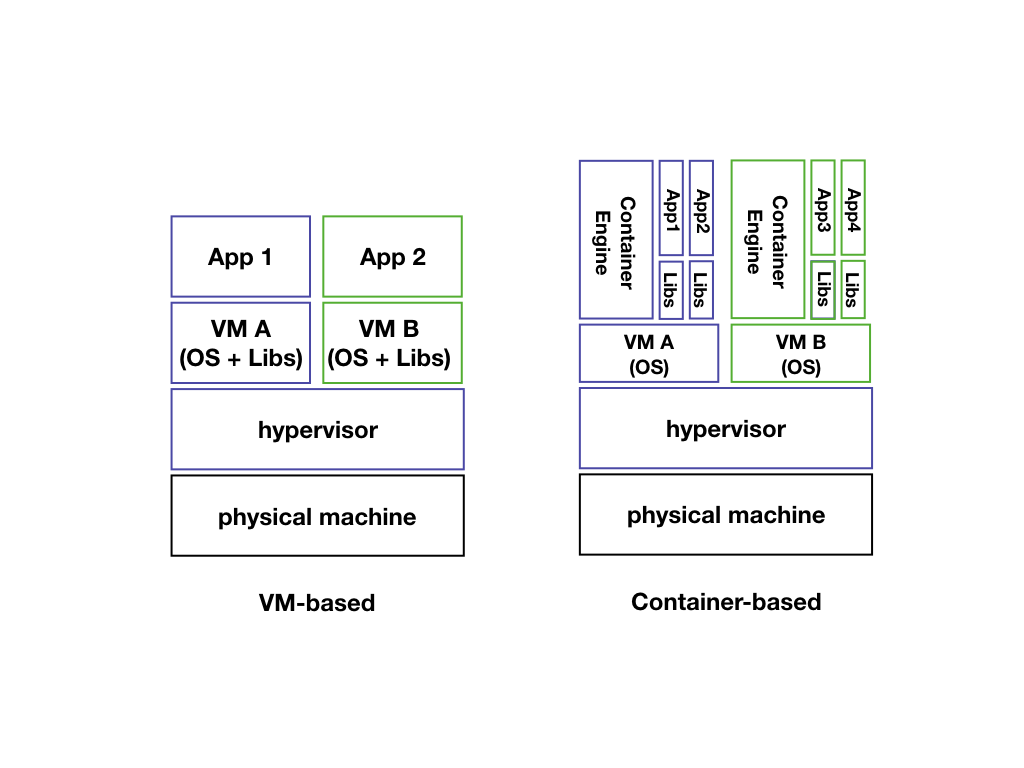 App 1
App 2
VM A
(OS + Libs)
VM B
(OS + Libs)
hypervisor
physical machine
VM-based
Container
Engine
App1
App2
Libs
Libs
Container
Engine
App3
App4
Libs
Libs
VM A
(OS)
VM B
(OS)
hypervisor
physical machine
Container-based